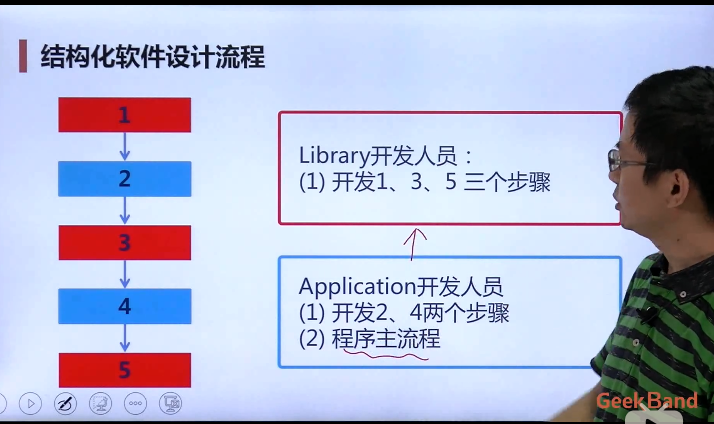 结构化软件设计流程
1
2
3
4
5
Library开发人员：
(1) 开发1、3、5 三个步骤
Application开发人员
(1) 开发2、4两个步骤
(2) 程序主流程
GeekBand